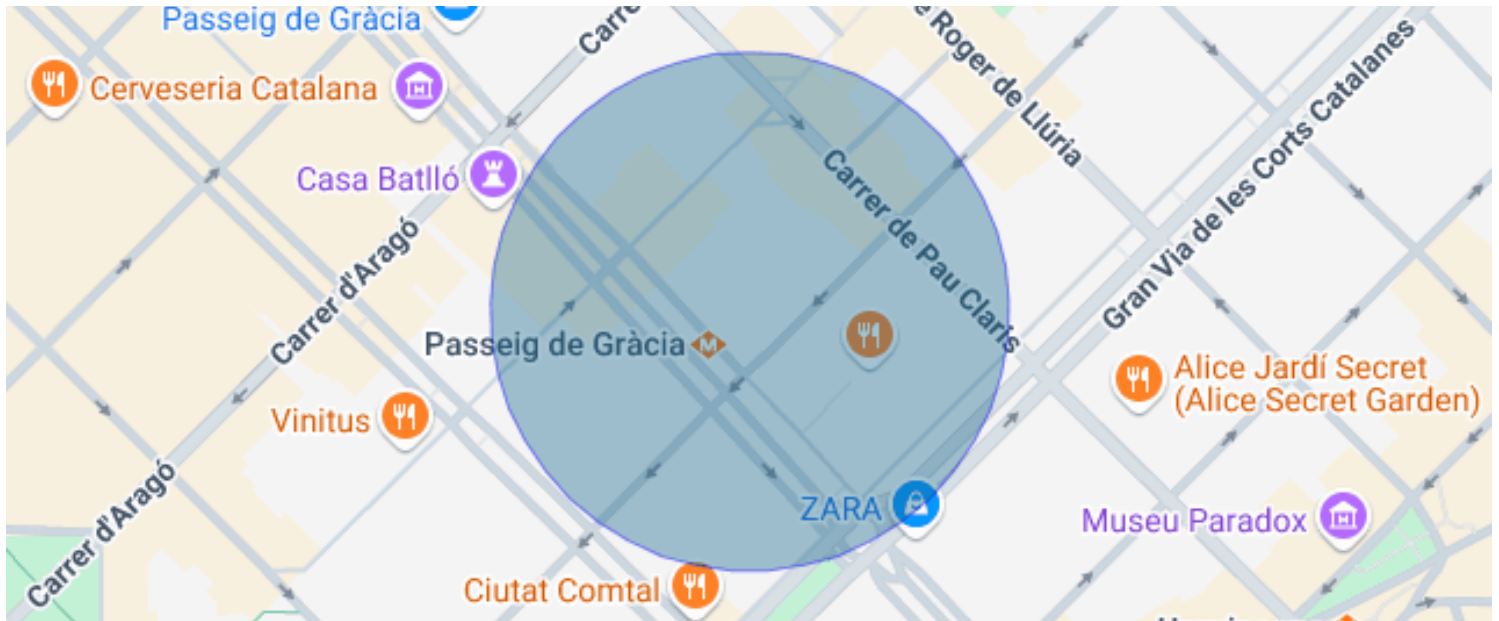 Passeig de Gràcia
Carre
e Roger de Llúria
Cerveseria Catalana
Casa Batlló
Carrer d'Aragó
Carrer de Pau Claris
Gran Via de les Corts Catalanes
Passeig de Gràcia
M
Alice Jardí Secret
(Alice Secret Garden)
Vinitus
Carrer d'Aragó
ZARA
Museu Paradox
Ciutat Comtal